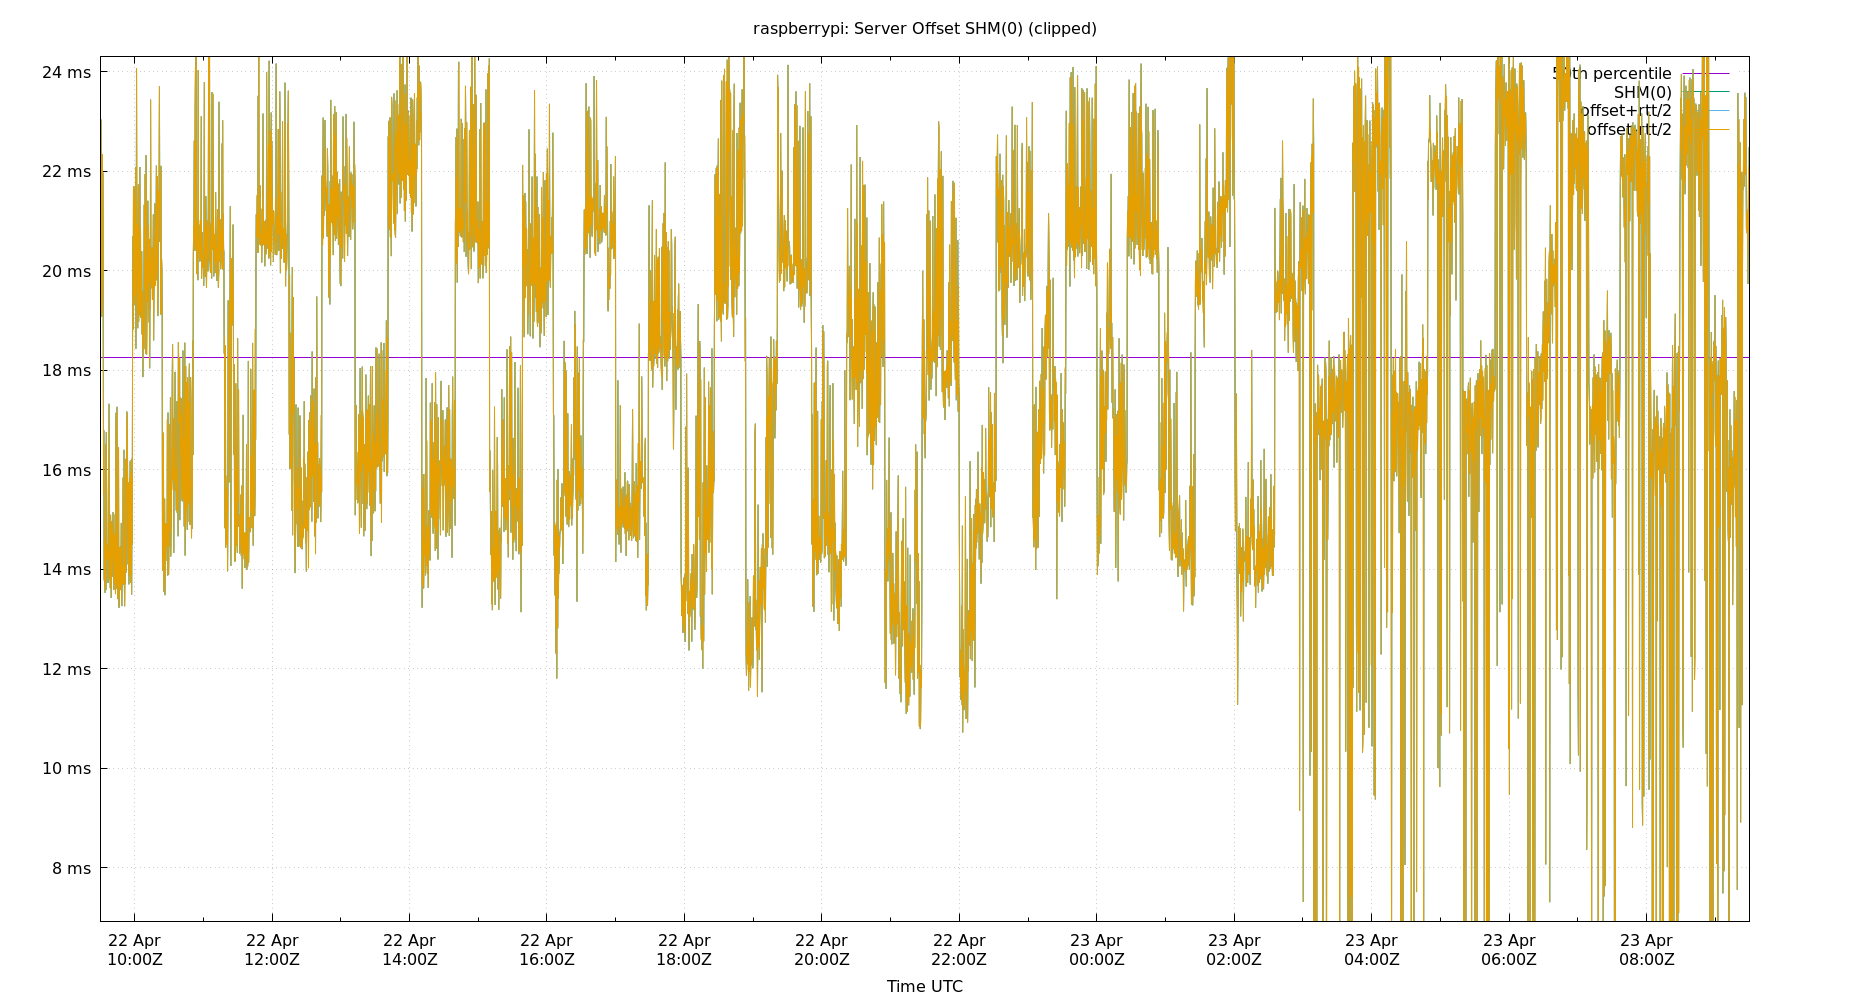 raspberrypi: Server Offset SHM(0) (clipped)
24 ms
22 ms
20 ms
18 ms
16 ms
14 ms
12 ms
10 ms
8 ms
50th percentile
SHM(0)
offset+rtt/2
offset-rtt/2
22 Apr 22 Apr 22 Apr 22 Apr 22 Apr 22 Apr 22 Apr 23 Apr 23 Apr 23 Apr 23 Apr 23 Apr
10:00Z 12:00Z 14:00Z 16:00Z 18:00Z 20:00Z 22:00Z 00:00Z 02:00Z 04:00Z 06:00Z 08:00Z
Time UTC